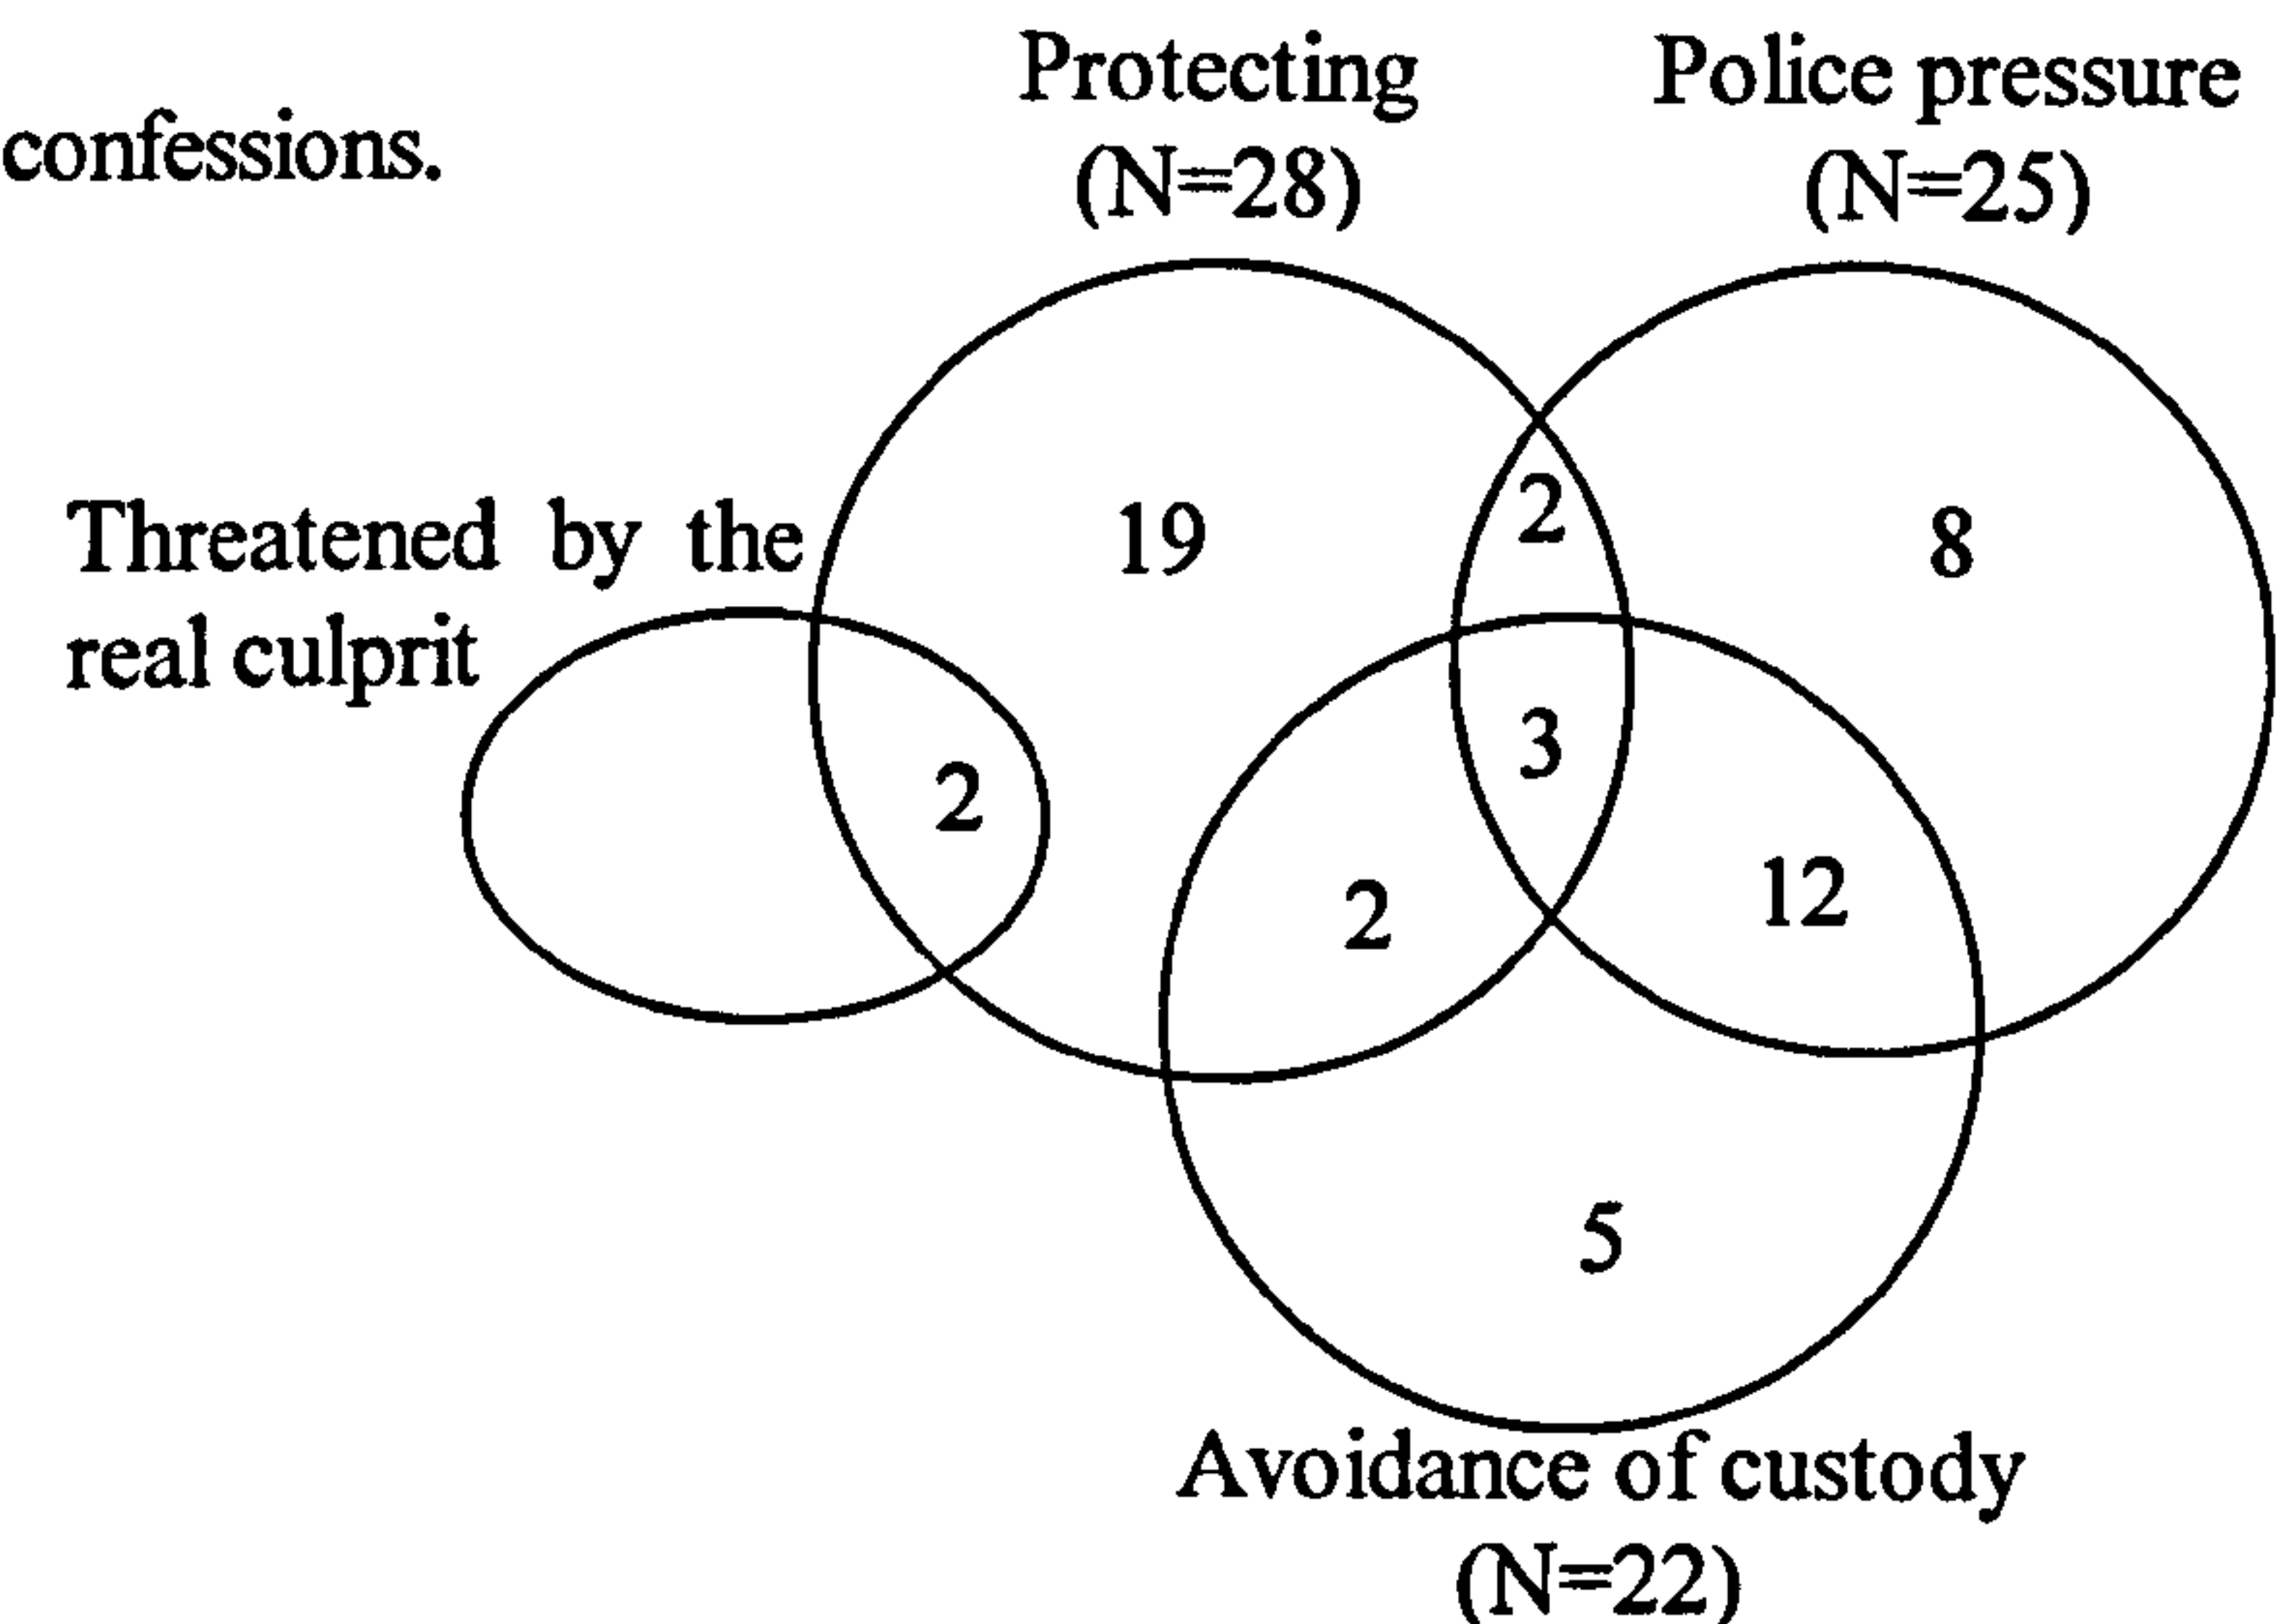 Protecting
(N=28)
Police pressure
(N=25)
confessions.
Threatened by the
real culprit
19
2
8
2
3
2
12
5
Avoidance of custody
(N=22)